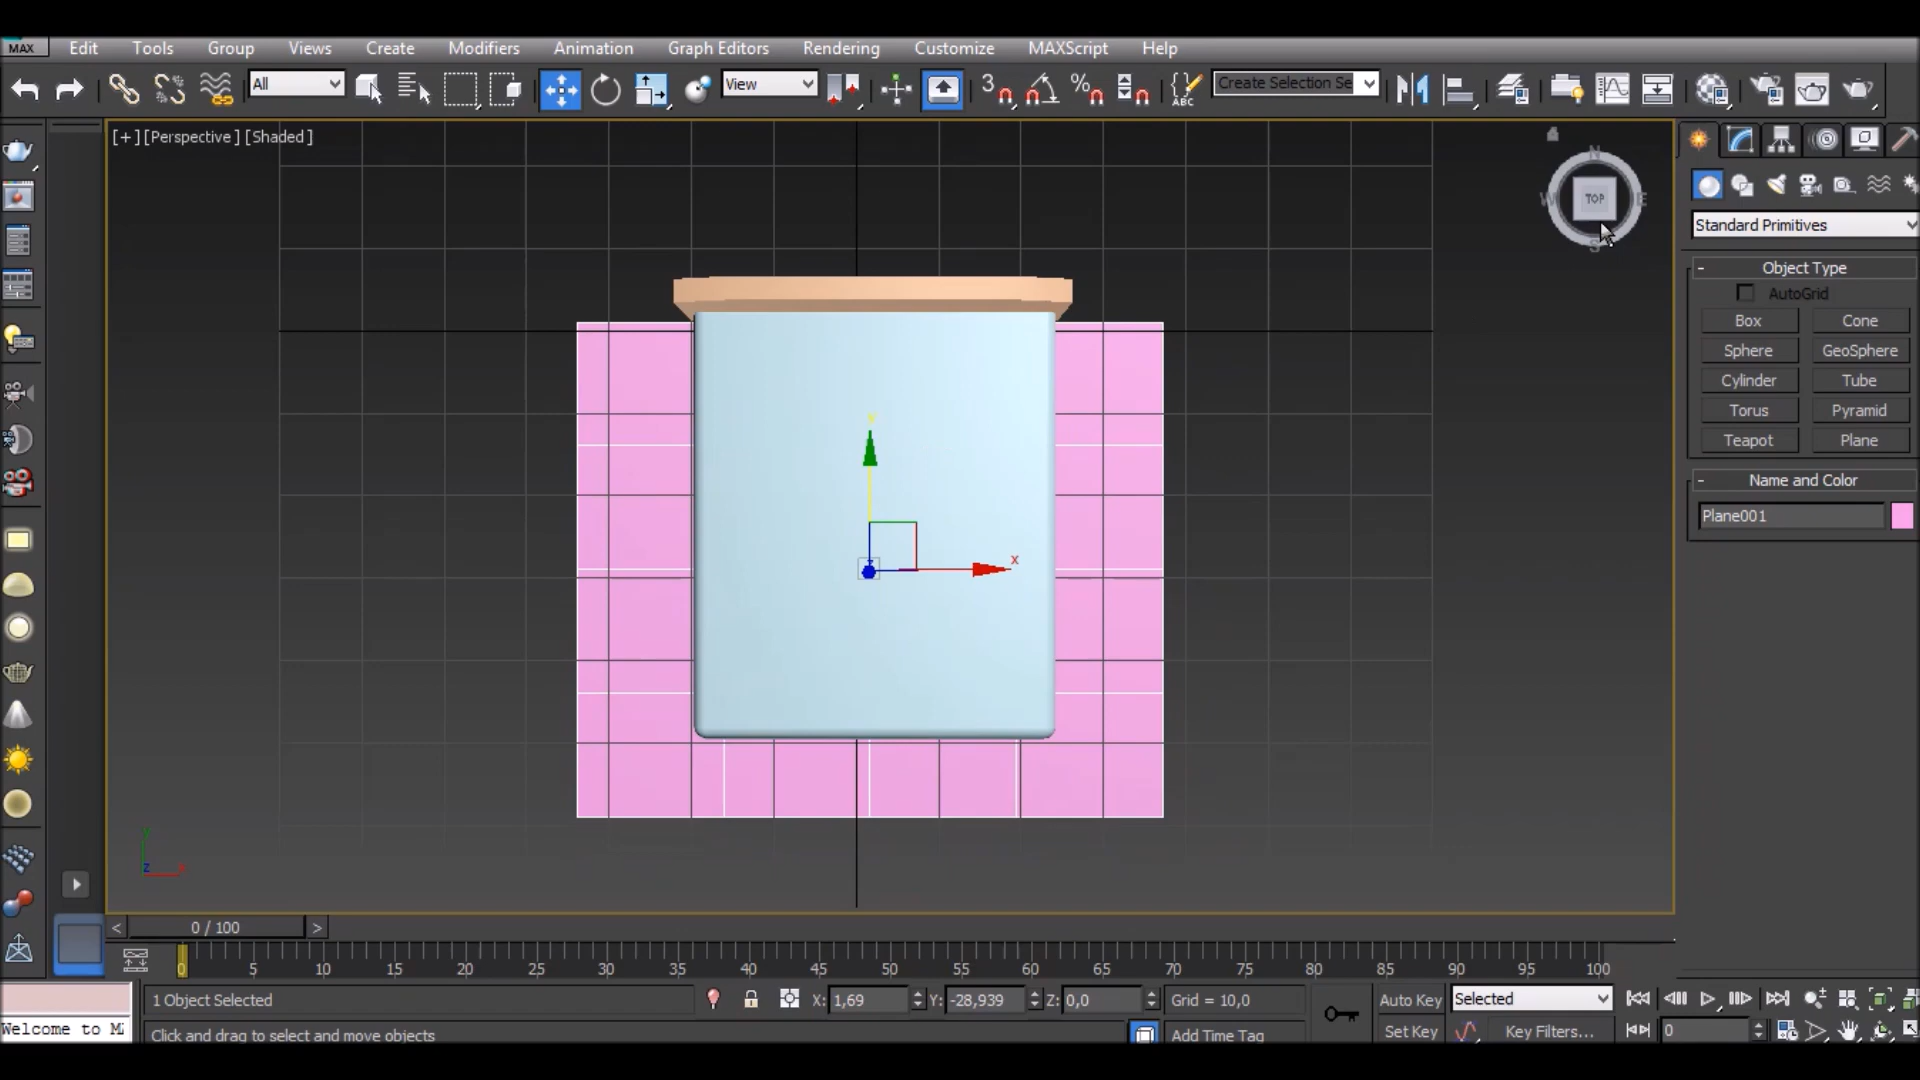 MAX Edit Tools Group Views Create Modifiers Animation Graph Editors Rendering Customize MAXScript Help
All View 3 % ABC Create Selection Se
[+] [Perspective] [Shaded]
N
W TOP E
S
Standard Primitives
- Object Type
AutoGrid
Box Cone
Sphere GeoSphere
Cylinder Tube
Torus Pyramid
Teapot Plane
- Name and Color
Plane001
x
z
< 0 / 100 >
0 5 10 15 20 25 30 35 40 45 50 55 60 65 70 75 80 85 90 95 100
1 Object Selected X: 1,69 Y: -28,939 Z: 0,0 Grid = 10,0 Auto Key Selected
Welcome to Click and drag to select and move objects Add Time Tag Set Key Key Filters... 0